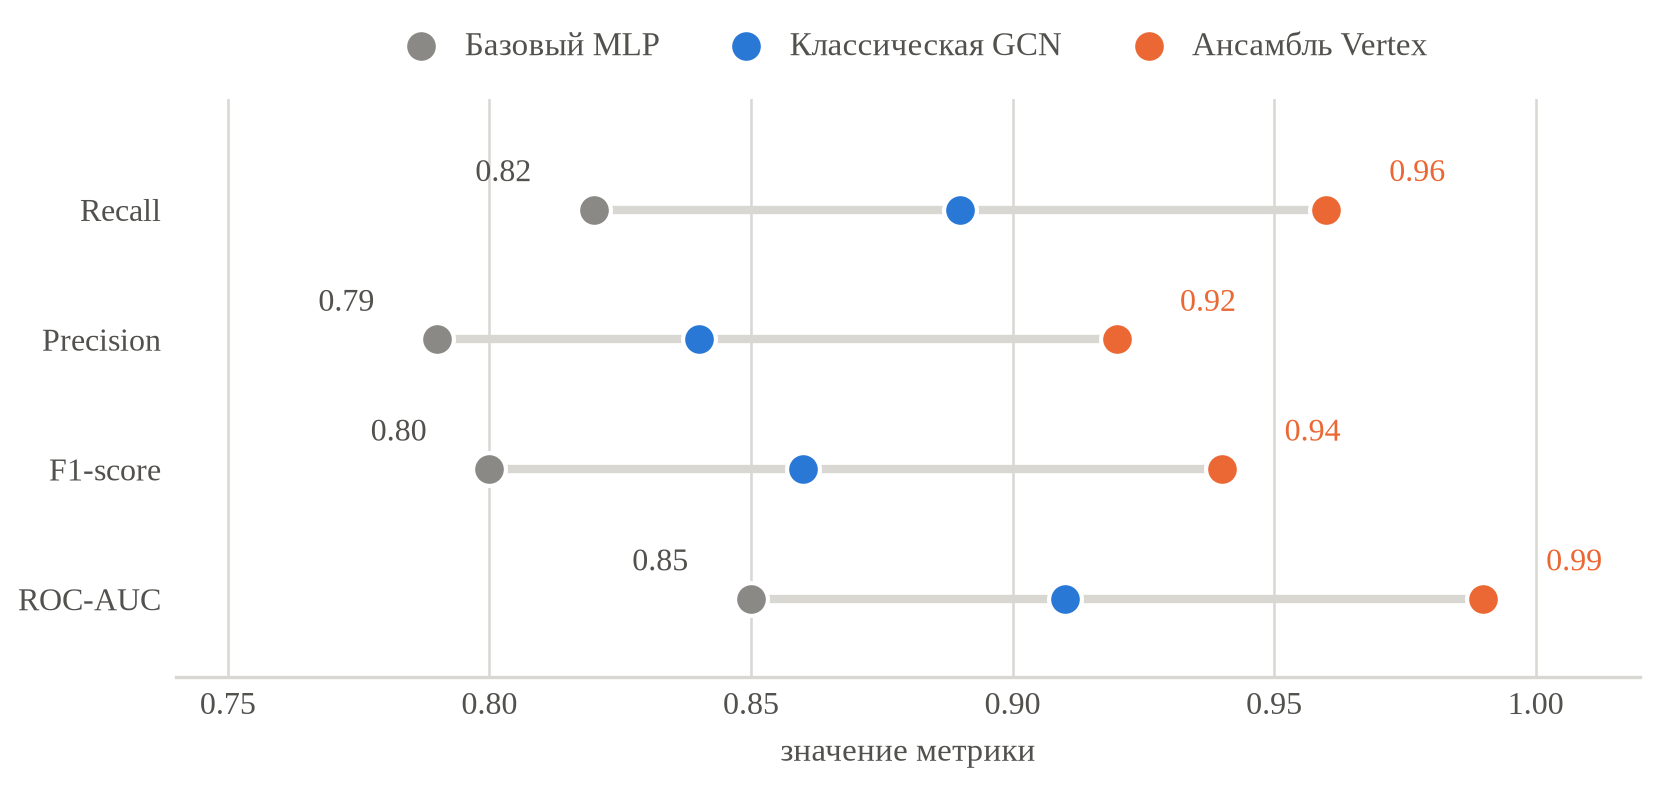 Базовый MLP Классическая GCN Ансамбль Vertex
0.82 0.96
Recall
0.79 0.92
Precision
0.80 0.94
F1-score
0.85 0.99
ROC-AUC
0.75 0.80 0.85 0.90 0.95 1.00
значение метрики